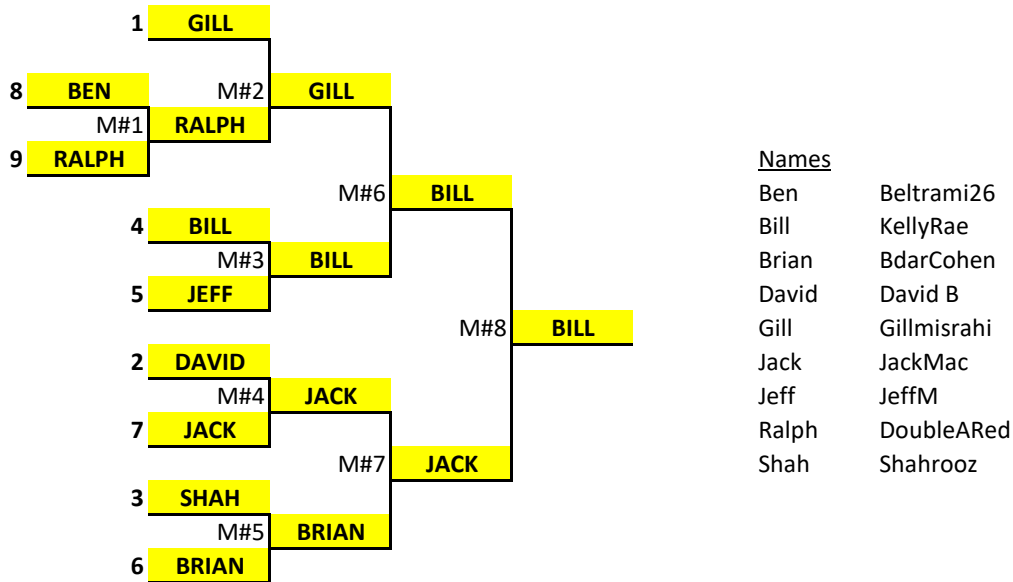 1 GILL
8 BEN M#2 GILL
M#1 RALPH
9 RALPH
M#6 BILL
4 BILL
M#3 BILL
5 JEFF
M#8 BILL
2 DAVID
M#4 JACK
7 JACK
M#7 JACK
3 SHAH
M#5 BRIAN
6 BRIAN
Names
Ben Beltrami26
Bill KellyRae
Brian BdarCohen
David David B
Gill Gillmisrahi
Jack JackMac
Jeff JeffM
Ralph DoubleARed
Shah Shahrooz